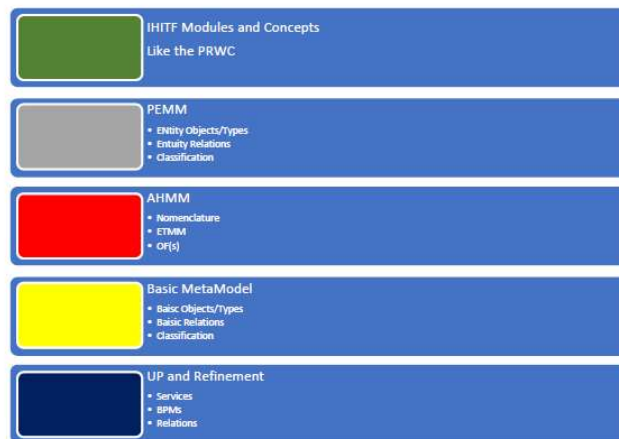 IHITF Modules and Concepts
Like the PRWC
PEMM
• ENtity Objects/Types
• Entuity Relations
• Classification
AHMM
• Nomenclature
• ETMM
• OF(s)
Basic MetaModel
• Baisc Objects/Types
• Baisic Relations
• Classification
UP and Refinement
• Services
• BPMs
• Relations